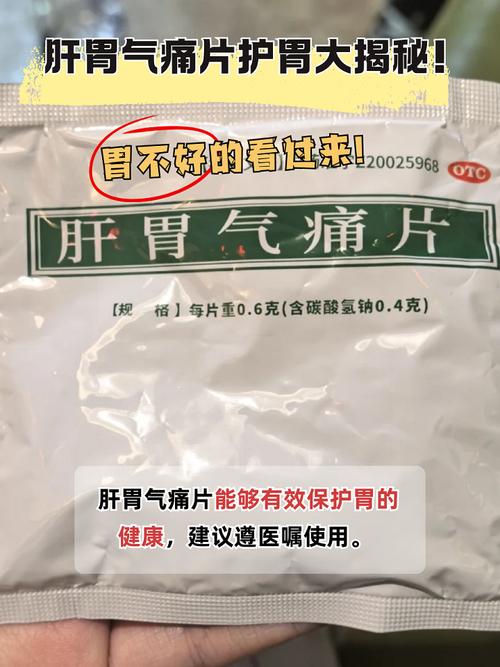 肝胆气痛片护胃大揭秘！
胃不好的看过来!
220025968
OTC
肝胃气痛片
【规 格】每片重0.6克(含碳酸氢钠0.4克)
肝胃气痛片能够有效保护胃的
健康，建议遵医嘱使用。